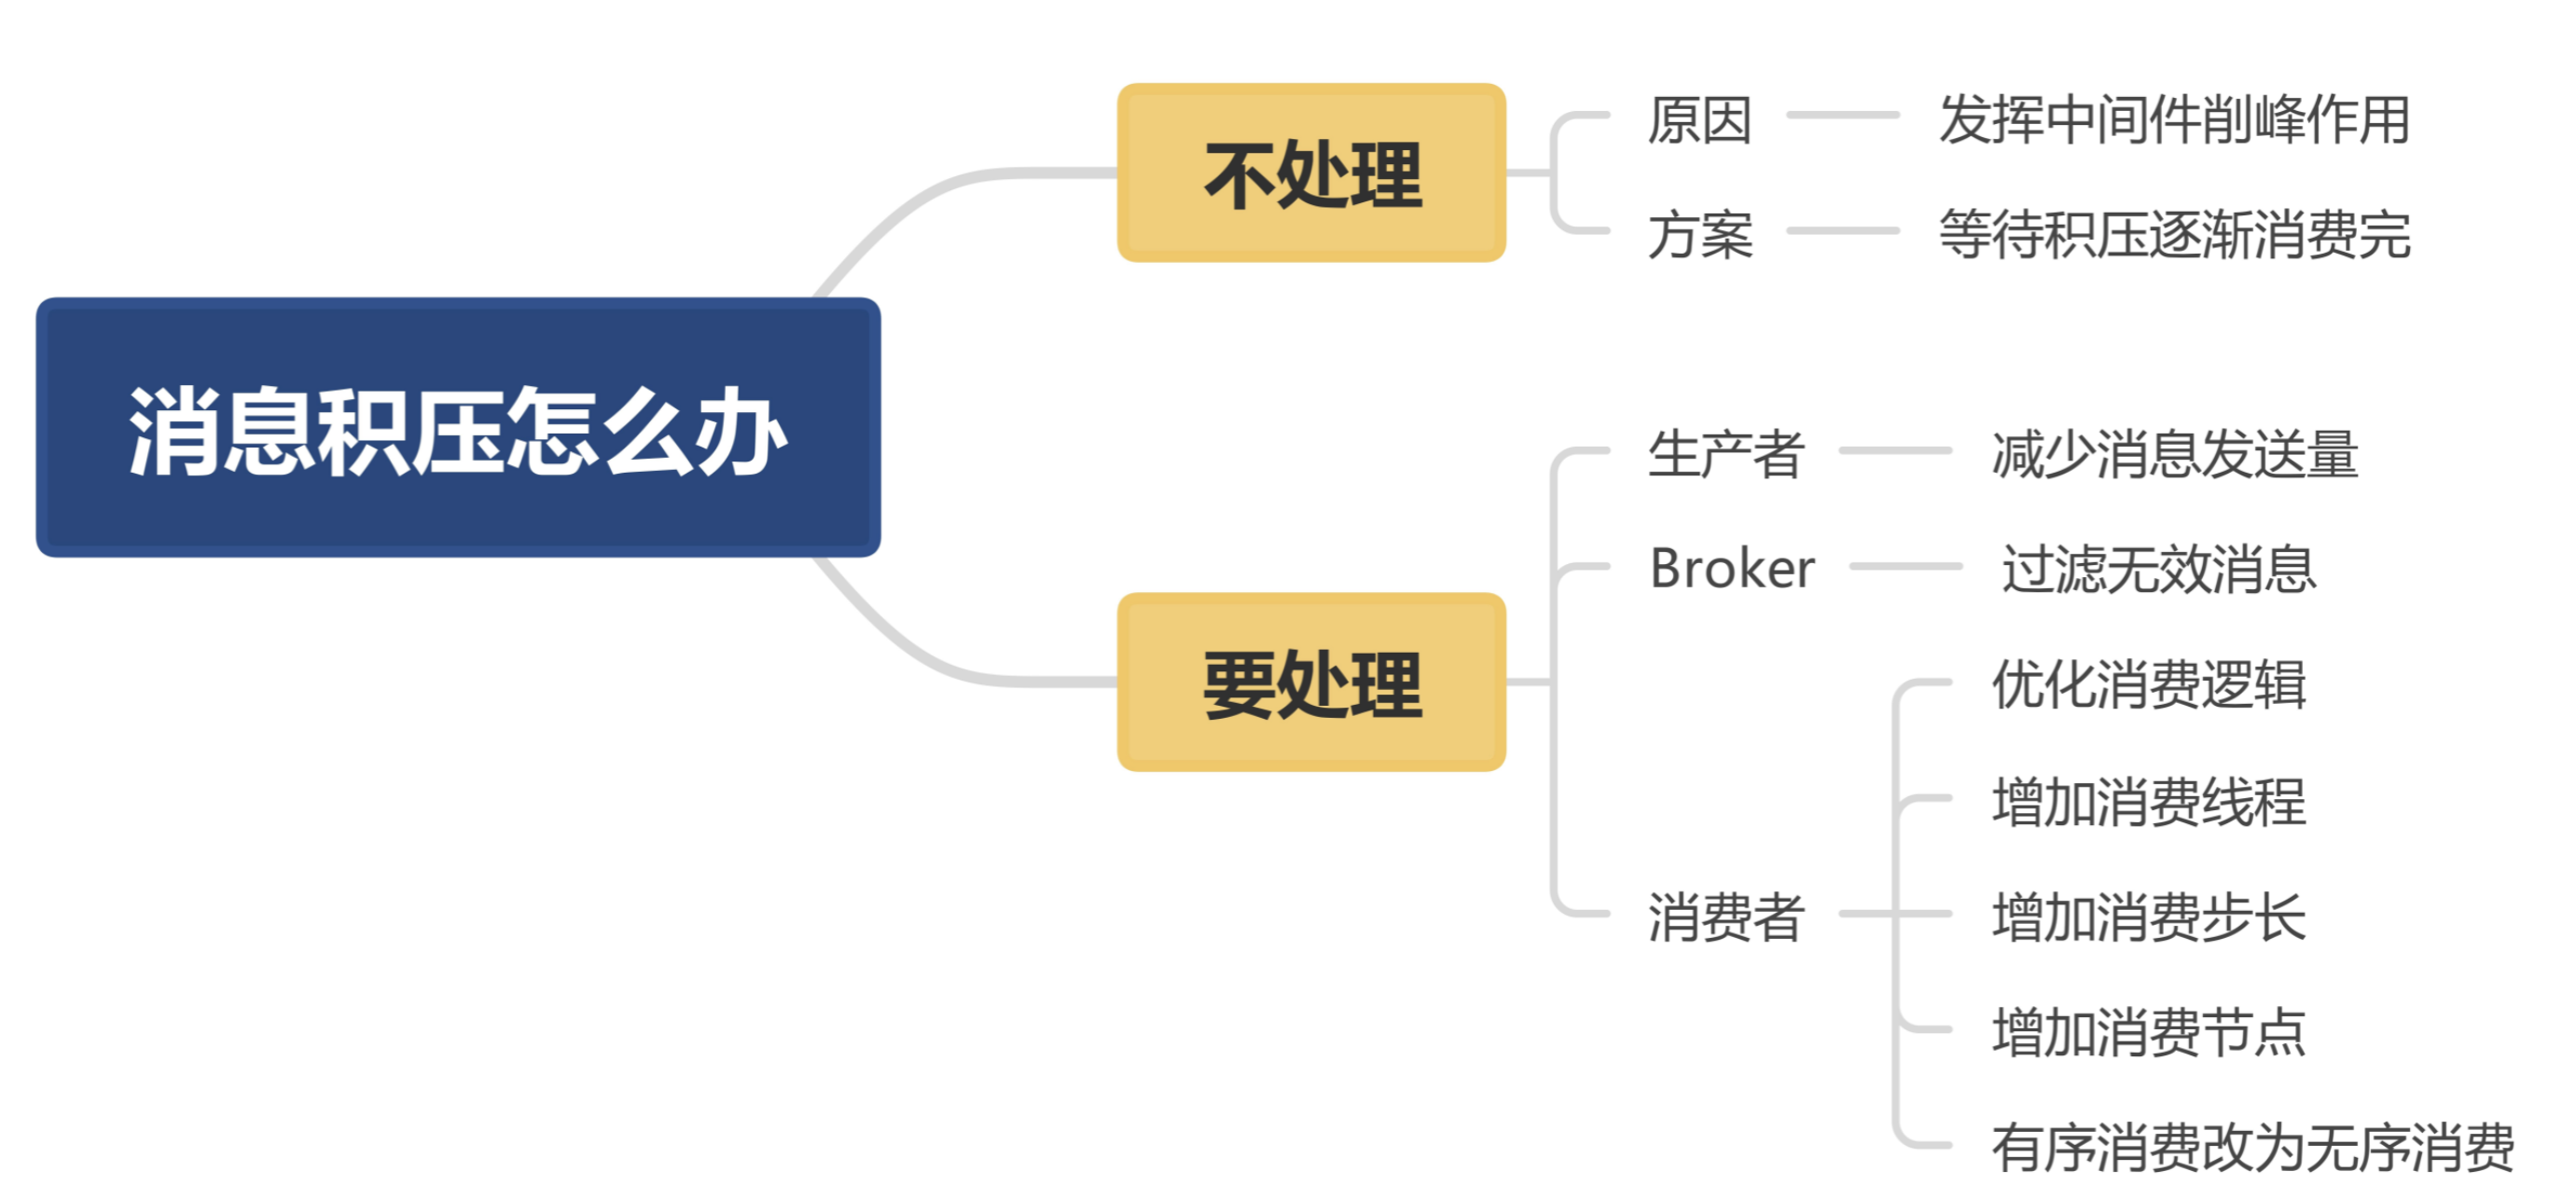 消息积压怎么办
不处理
原因
发挥中间件削峰作用
方案
等待积压逐渐消费完
要处理
生产者
减少消息发送量
Broker
过滤无效消息
消费者
优化消费逻辑
增加消费线程
增加消费步长
增加消费节点
有序消费改为无序消费